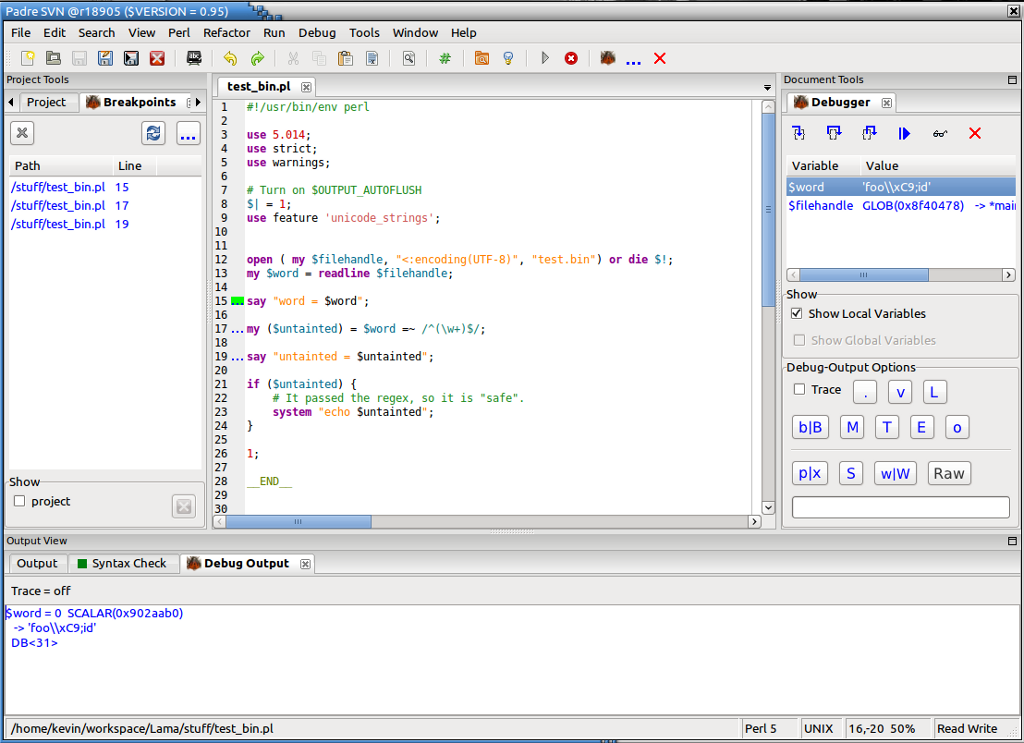 Padre SVN @r18905 ($VERSION = 0.95)
File Edit Search View Perl Refactor Run Debug Tools Window Help
Project Tools
Project Breakpoints
...
Path Line
/stuff/test_bin.pl 15
/stuff/test_bin.pl 17
/stuff/test_bin.pl 19
Show
project
test_bin.pl
1 #!/usr/bin/env perl
2
3 use 5.014;
4 use strict;
5 use warnings;
6
7 # Turn on $OUTPUT_AUTOFLUSH
8 $| = 1;
9 use feature 'unicode_strings';
10
11
12 open ( my $filehandle, "<:encoding(UTF-8)", "test.bin") or die $!;
13 my $word = readline $filehandle;
14
15 say "word = $word";
16
17 ... my ($untainted) = $word =~ /^(\w+)$/;
18
19 ... say "untainted = $untainted";
20
21 if ($untainted) {
22 # It passed the regex, so it is "safe".
23 system "echo $untainted";
24 }
25
26 1;
27
28 __END__
29
30
Document Tools
Debugger
Variable Value
$word 'foo\\xC9;id'
$filehandle GLOB(0x8f40478) -> *mai
Show
Show Local Variables
Show Global Variables
Debug-Output Options
Trace . v L
b|B M T E o
p|x S w|W Raw
Output View
Output Syntax Check Debug Output
Trace = off
$word = 0 SCALAR(0x902aab0)
-> 'foo\\xC9;id'
DB<31>
/home/kevin/workspace/Lama/stuff/test_bin.pl Perl 5 UNIX 16,-20 50% Read Write